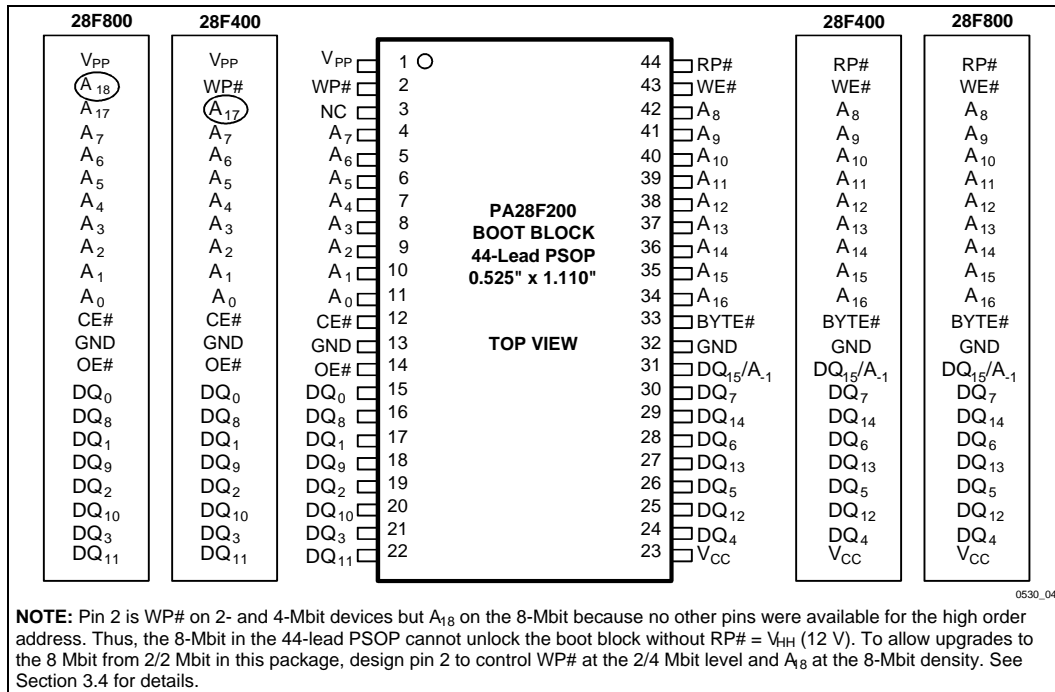 28F800 28F400 28F400 28F800
VPP VPP VPP 1 44 RP# RP# RP#
A18 WP# WP# 2 43 WE# WE# WE#
A17 A17 NC 3 42 A8 A8 A8
A7 A7 A7 4 41 A9 A9 A9
A6 A6 A6 5 40 A10 A10 A10
A5 A5 A5 6 39 A11 A11 A11
A4 A4 A4 7 38 A12 A12 A12
A3 A3 A3 8 37 A13 A13 A13
A2 A2 A2 9 36 A14 A14 A14
A1 A1 A1 10 35 A15 A15 A15
A0 A0 A0 11 34 A16 A16 A16
CE# CE# CE# 12 33 BYTE# BYTE# BYTE#
GND GND GND 13 32 GND GND GND
OE# OE# OE# 14 31 DQ15/A-1 DQ15/A-1 DQ15/A-1
DQ0 DQ0 DQ0 15 30 DQ7 DQ7 DQ7
DQ8 DQ8 DQ8 16 29 DQ14 DQ14 DQ14
DQ1 DQ1 DQ1 17 28 DQ6 DQ6 DQ6
DQ9 DQ9 DQ9 18 27 DQ13 DQ13 DQ13
DQ2 DQ2 DQ2 19 26 DQ5 DQ5 DQ5
DQ10 DQ10 DQ10 20 25 DQ12 DQ12 DQ12
DQ3 DQ3 DQ3 21 24 DQ4 DQ4 DQ4
DQ11 DQ11 DQ11 22 23 VCC VCC VCC
PA28F200
BOOT BLOCK
44-Lead PSOP
0.525" x 1.110"
TOP VIEW
0530_04
NOTE: Pin 2 is WP# on 2- and 4-Mbit devices but A18 on the 8-Mbit because no other pins were available for the high order
address. Thus, the 8-Mbit in the 44-lead PSOP cannot unlock the boot block without RP# = VHH (12 V). To allow upgrades to
the 8 Mbit from 2/2 Mbit in this package, design pin 2 to control WP# at the 2/4 Mbit level and A18 at the 8-Mbit density. See
Section 3.4 for details.